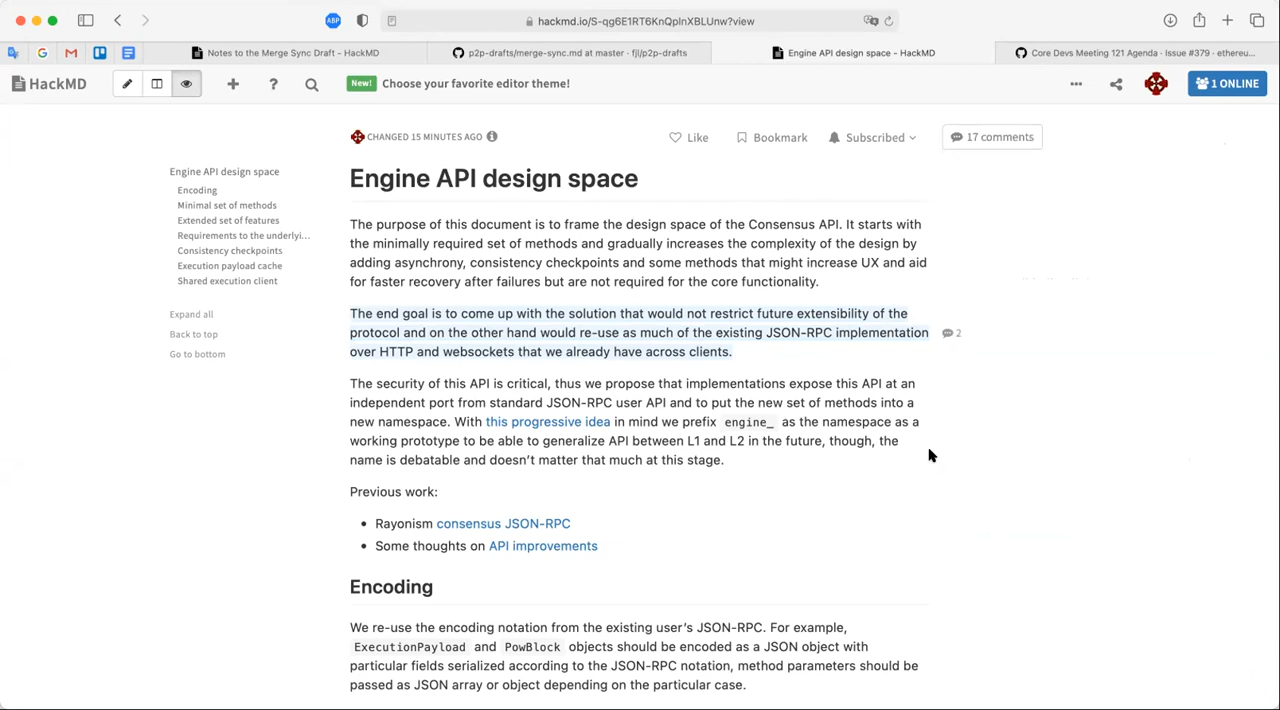 ABP
hackmd.io/S-qg6E1RT6KnQplnXBLUnw?view
Notes to the Merge Sync Draft - HackMD
p2p-drafts/merge-sync.md at master · fjl/p2p-drafts
Engine API design space - HackMD
Core Devs Meeting 121 Agenda · Issue #379 · ethereu...
HackMD
New! Choose your favorite editor theme!
1 ONLINE
CHANGED 15 MINUTES AGO
Like
Bookmark
Subscribed
17 comments
Engine API design space
Encoding
Minimal set of methods
Extended set of features
Requirements to the underlyi...
Consistency checkpoints
Execution payload cache
Shared execution client
Expand all
Back to top
Go to bottom
Engine API design space
The purpose of this document is to frame the design space of the Consensus API. It starts with
the minimally required set of methods and gradually increases the complexity of the design by
adding asynchrony, consistency checkpoints and some methods that might increase UX and aid
for faster recovery after failures but are not required for the core functionality.
The end goal is to come up with the solution that would not restrict future extensibility of the
protocol and on the other hand would re-use as much of the existing JSON-RPC implementation
over HTTP and websockets that we already have across clients.
2
The security of this API is critical, thus we propose that implementations expose this API at an
independent port from standard JSON-RPC user API and to put the new set of methods into a
new namespace. With this progressive idea in mind we prefix engine_ as the namespace as a
working prototype to be able to generalize API between L1 and L2 in the future, though, the
name is debatable and doesn't matter that much at this stage.
Previous work:
• Rayonism consensus JSON-RPC
• Some thoughts on API improvements
Encoding
We re-use the encoding notation from the existing user's JSON-RPC. For example,
ExecutionPayload and PowBlock objects should be encoded as a JSON object with
particular fields serialized according to the JSON-RPC notation, method parameters should be
passed as JSON array or object depending on the particular case.